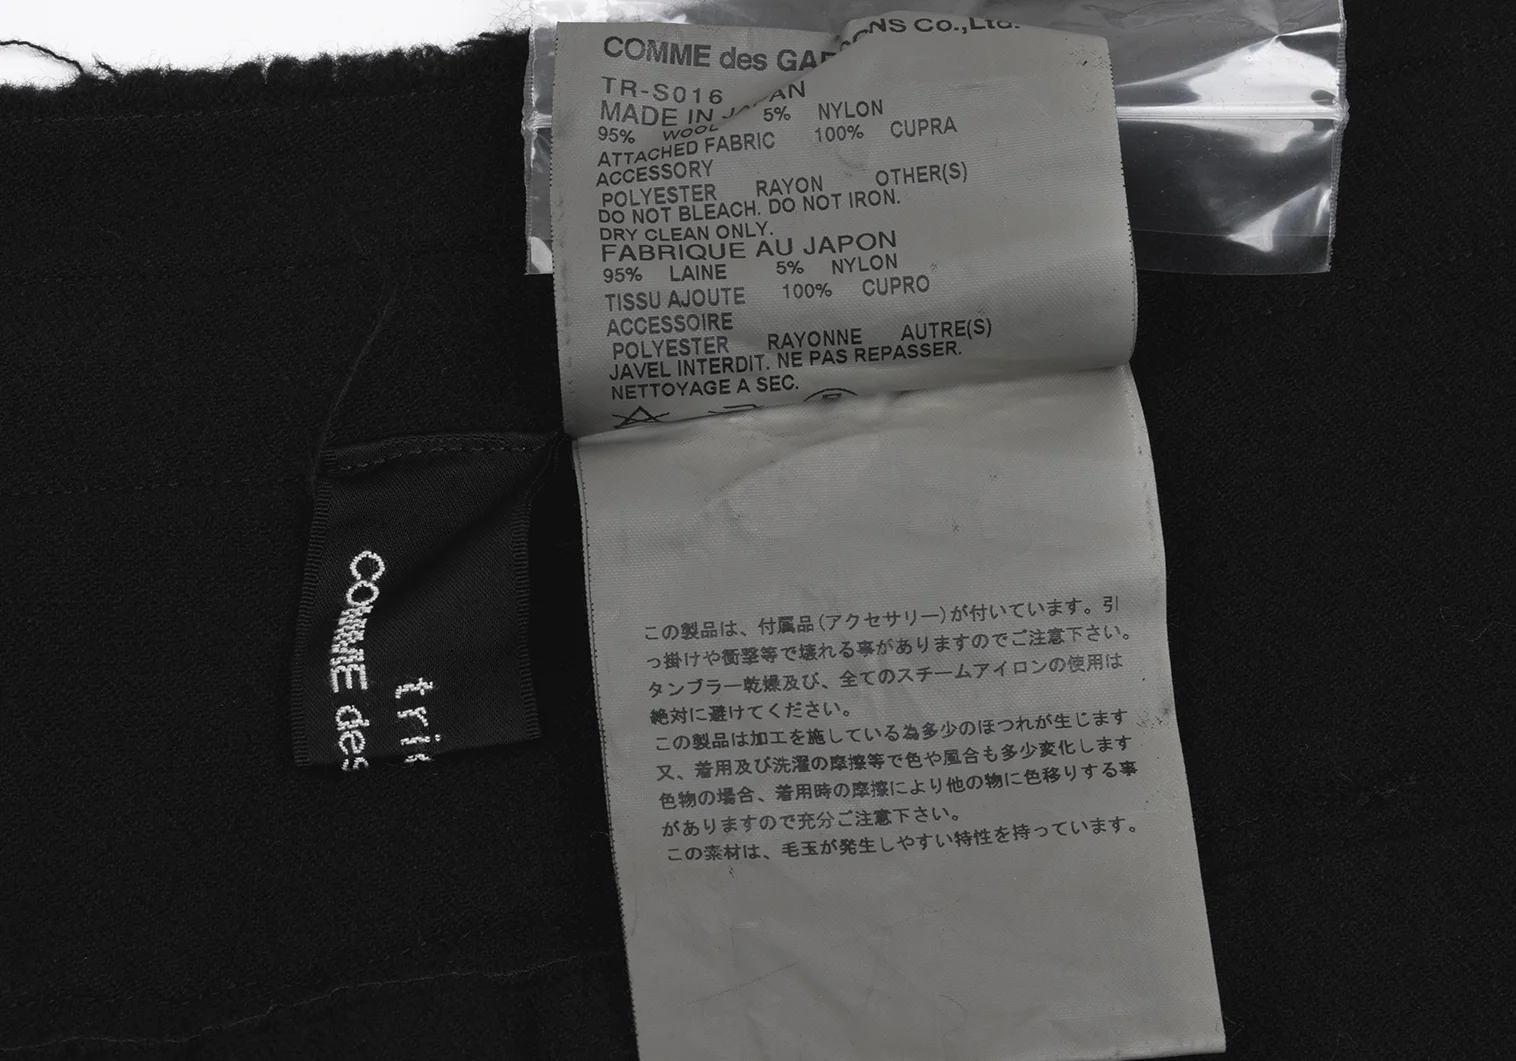 COMME des GAR ONS Co.,Ltd.
TR-S016
MADE IN JAPAN
95% WOOL 5% NYLON
ATTACHED FABRIC 100% CUPRA
ACCESSORY
POLYESTER RAYON OTHER(S)
DO NOT BLEACH. DO NOT IRON.
DRY CLEAN ONLY.
FABRIQUE AU JAPON
95% LAINE 5% NYLON
TISSU AJOUTE 100% CUPRO
ACCESSOIRE
POLYESTER RAYONNE AUTRE(S)
JAVEL INTERDIT. NE PAS REPASSER.
NETTOYAGE A SEC.
COMME des
trik
この製品は、付属品(アクセサリー)が付いています。引
っ掛けや衝撃等で壊れる事がありますのでご注意下さい。
タンブラー乾燥及び、全てのスチームアイロンの使用は
絶対に避けてください。
この製品は加工を施している為多少のほつれが生じます
又、着用及び洗濯の摩擦等で色や風合も多少変化します
色物の場合、着用時の摩擦により他の物に色移りする事
がありますので充分ご注意下さい。
この素材は、毛玉が発生しやすい特性を持っています。